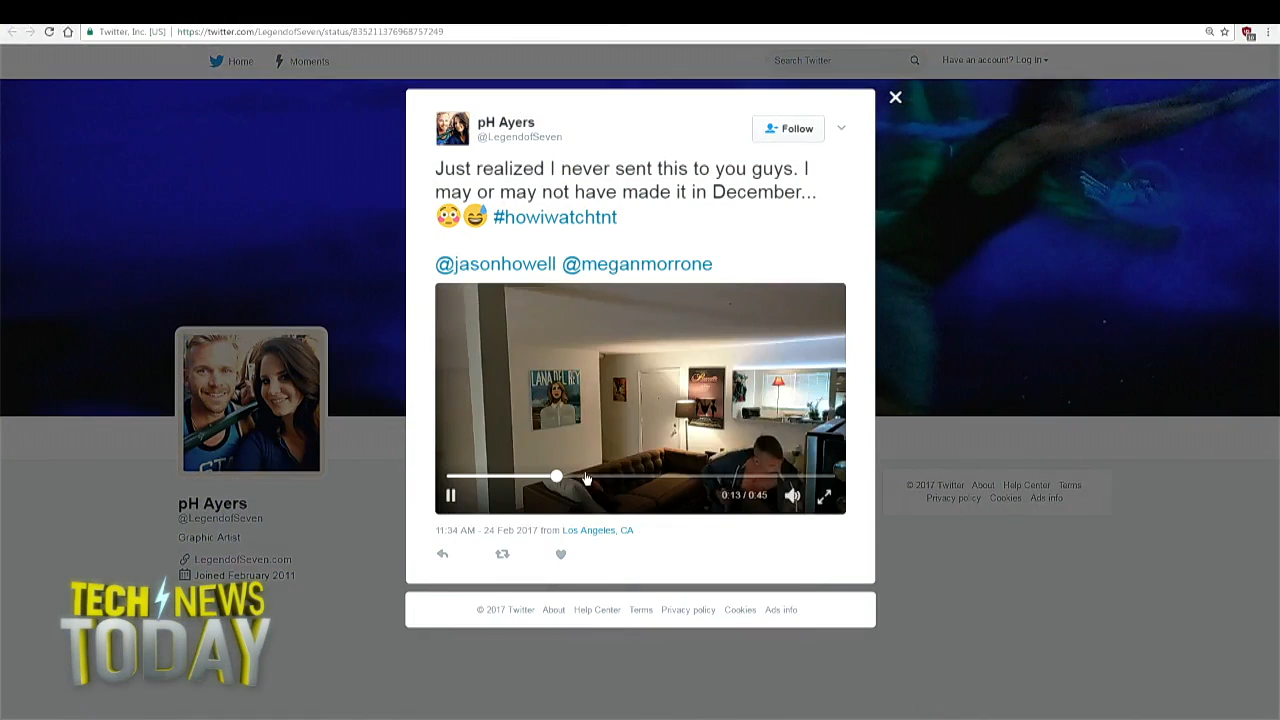 Twitter, Inc. [US] https://twitter.com/LegendofSeven/status/835211376968757249
Home Moments Search Twitter Have an account? Log in
pH Ayers
@LegendofSeven
Follow
Just realized I never sent this to you guys. I
may or may not have made it in December...
😳😅 #howiwatchtnt
@jasonhowell @meganmorrone
LANA DEL REY
0:13 / 0:45
11:34 AM - 24 Feb 2017 from Los Angeles, CA
© 2017 Twitter About Help Center Terms Privacy policy Cookies Ads info
pH Ayers
@LegendofSeven
Graphic Artist
LegendofSeven.com
Joined February 2011
© 2017 Twitter About Help Center Terms
Privacy policy Cookies Ads info
TECH NEWS
TODAY